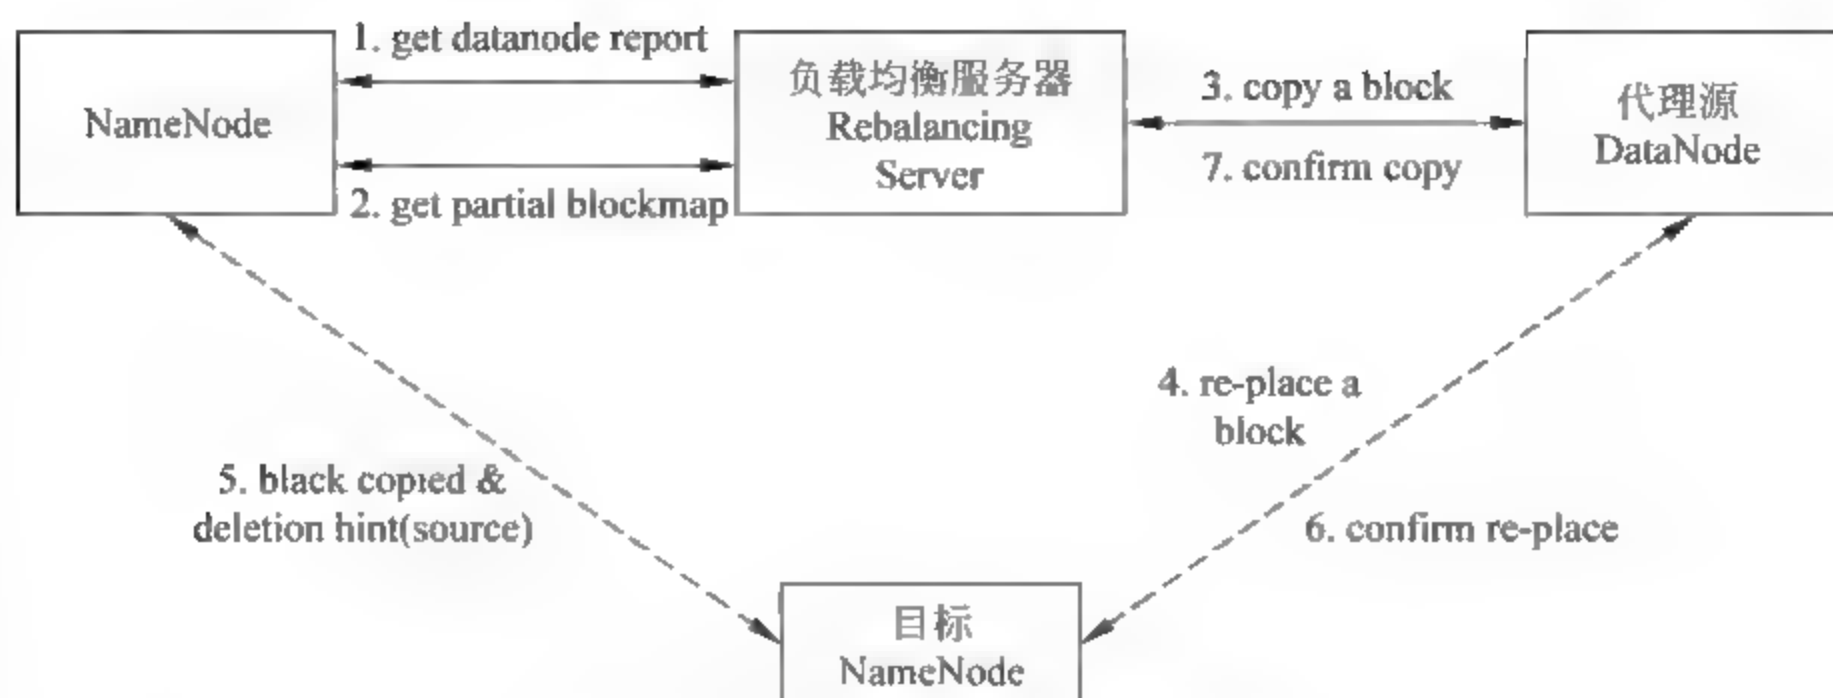 1. get datanode report
NameNode
2. get partial blockmap
负载均衡服务器
Rebalancing
Server
3. copy a block
7. confirm copy
代理源
DataNode
4. re-place a
block
5. black copied &
deletion hint(source)
6. confirm re-place
目标
NameNode